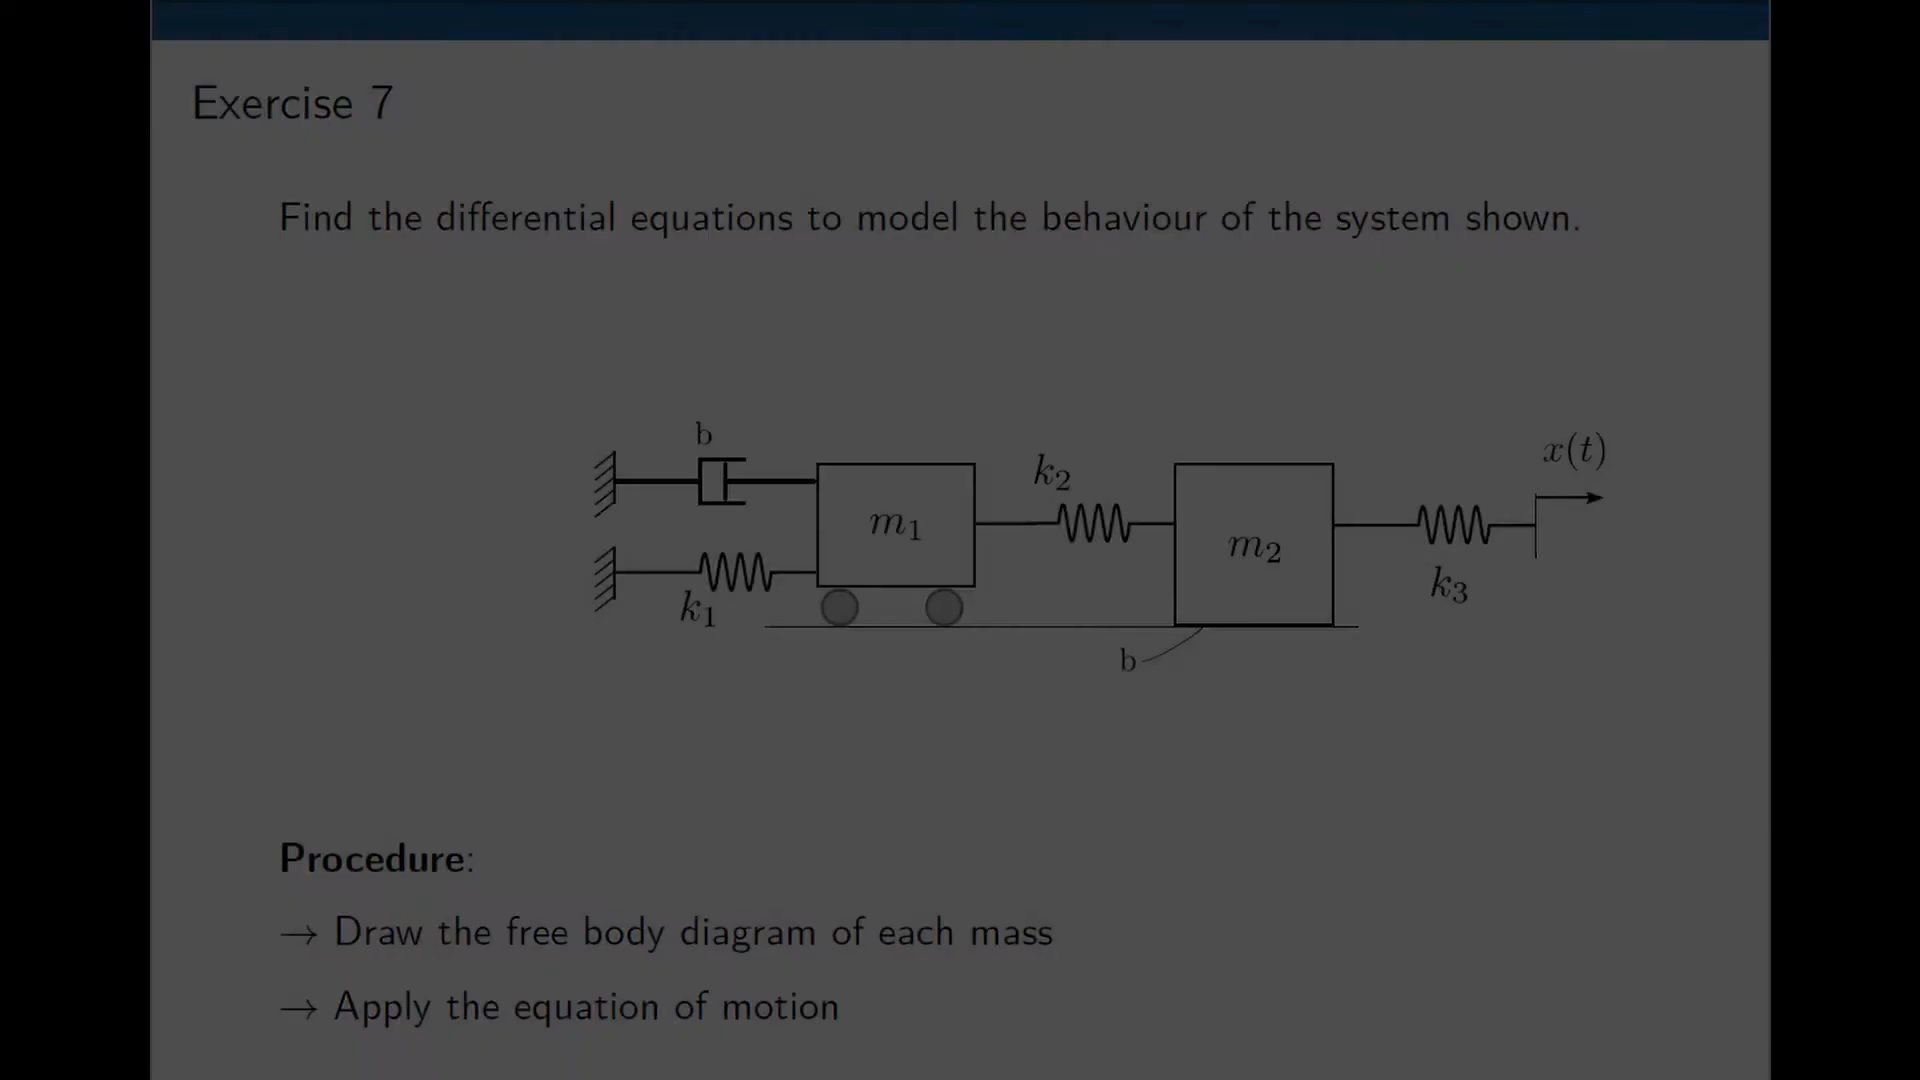 Exercise 7
Find the differential equations to model the behaviour of the system shown.
b
x(t)
k2
m1
m2
k3
k1
b
Procedure:
→ Draw the free body diagram of each mass
→ Apply the equation of motion